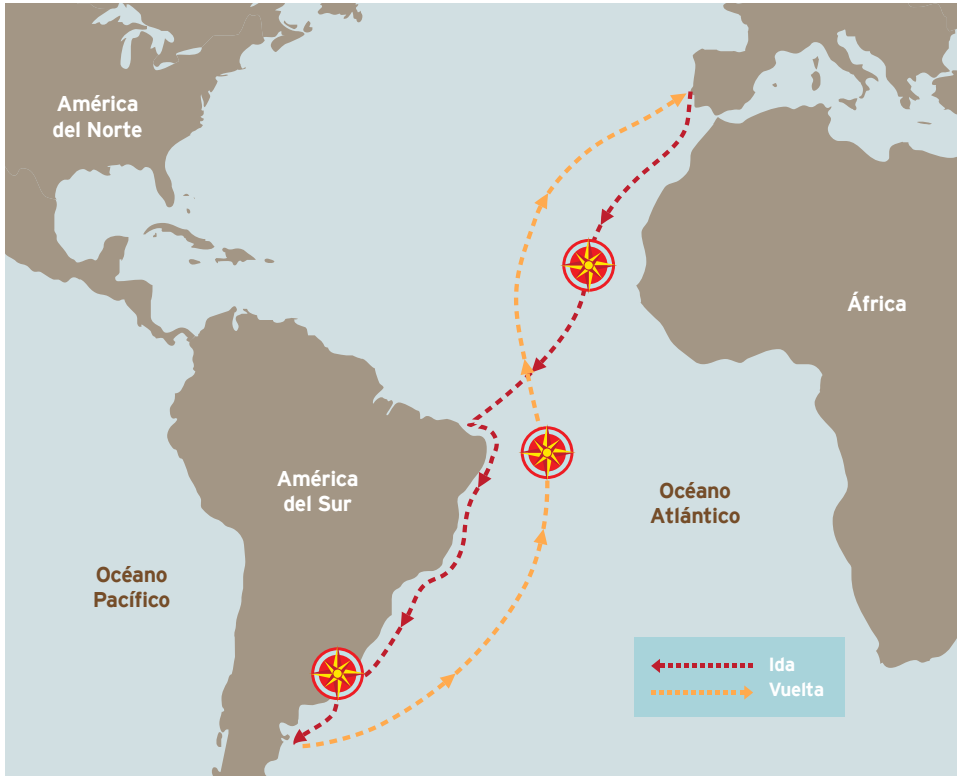 América
del Norte
África
América
del Sur
Océano
Atlántico
Océano
Pacífico
Ida
Vuelta